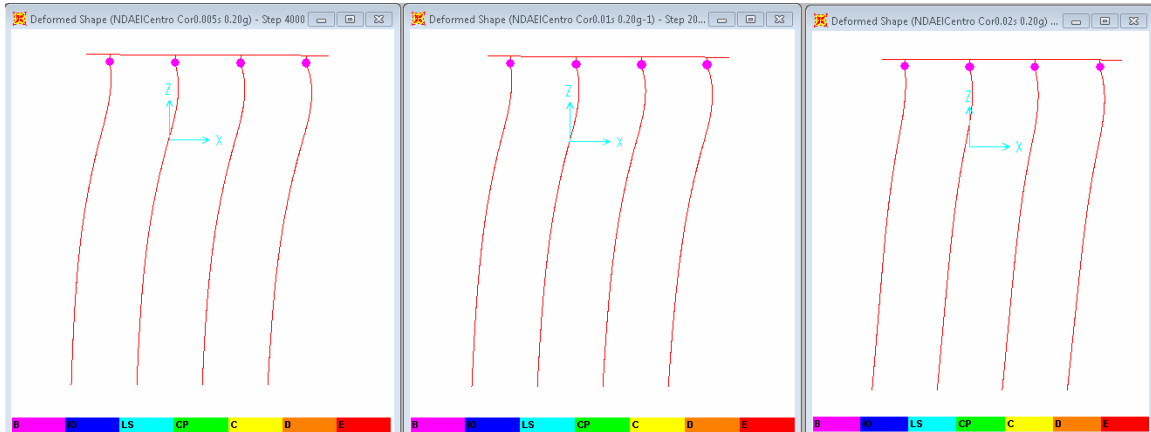 Deformed Shape (NDAElCentro Cor0.005s 0.20g) - Step 4000
Z
X
B IO LS CP C D E
Deformed Shape (NDAElCentro Cor0.01s 0.20g-1) - Step 20...
Z
X
B IO LS CP C D E
Deformed Shape (NDAElCentro Cor0.02s 0.20g) ...
Z
X
B IO LS CP C D E